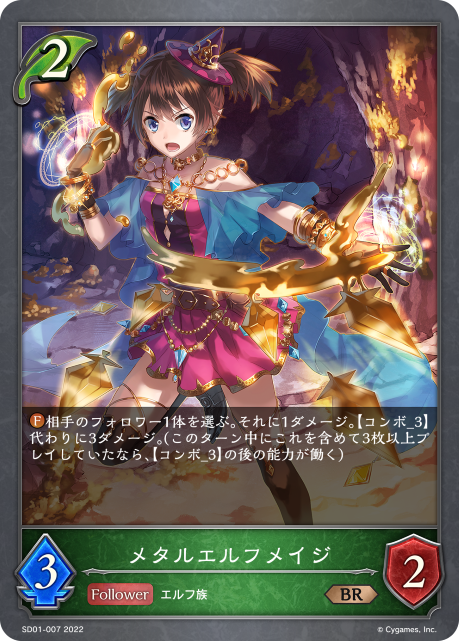 2
F相手のフォロワー1体を選ぶ。それに1ダメージ。【コンボ_3】
代わりに3ダメージ。(このターン中にこれを含めて3枚以上プ
レイしていたなら、【コンボ_3】の後の能力が働く)
メタルエルフメイジ
3
Follower エルフ族
BR
2
SD01-007 2022
© Cygames, Inc.